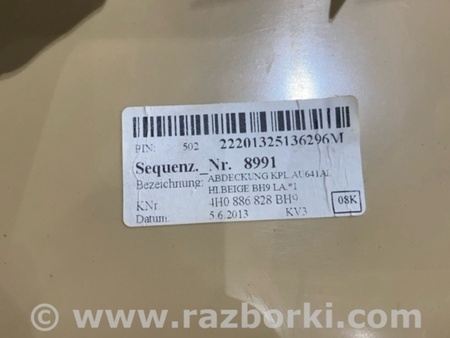 PIN: 502 22201325136296M
Sequenz._Nr. 8991
Bezeichnung: ABDECKUNG KPL.AU641AL
HI.BEIGE BH9 LA.*1
KNr. 4H0 886 828 BH9
08K
Datum: 5.6.2013 KV3
© www.razborki.com